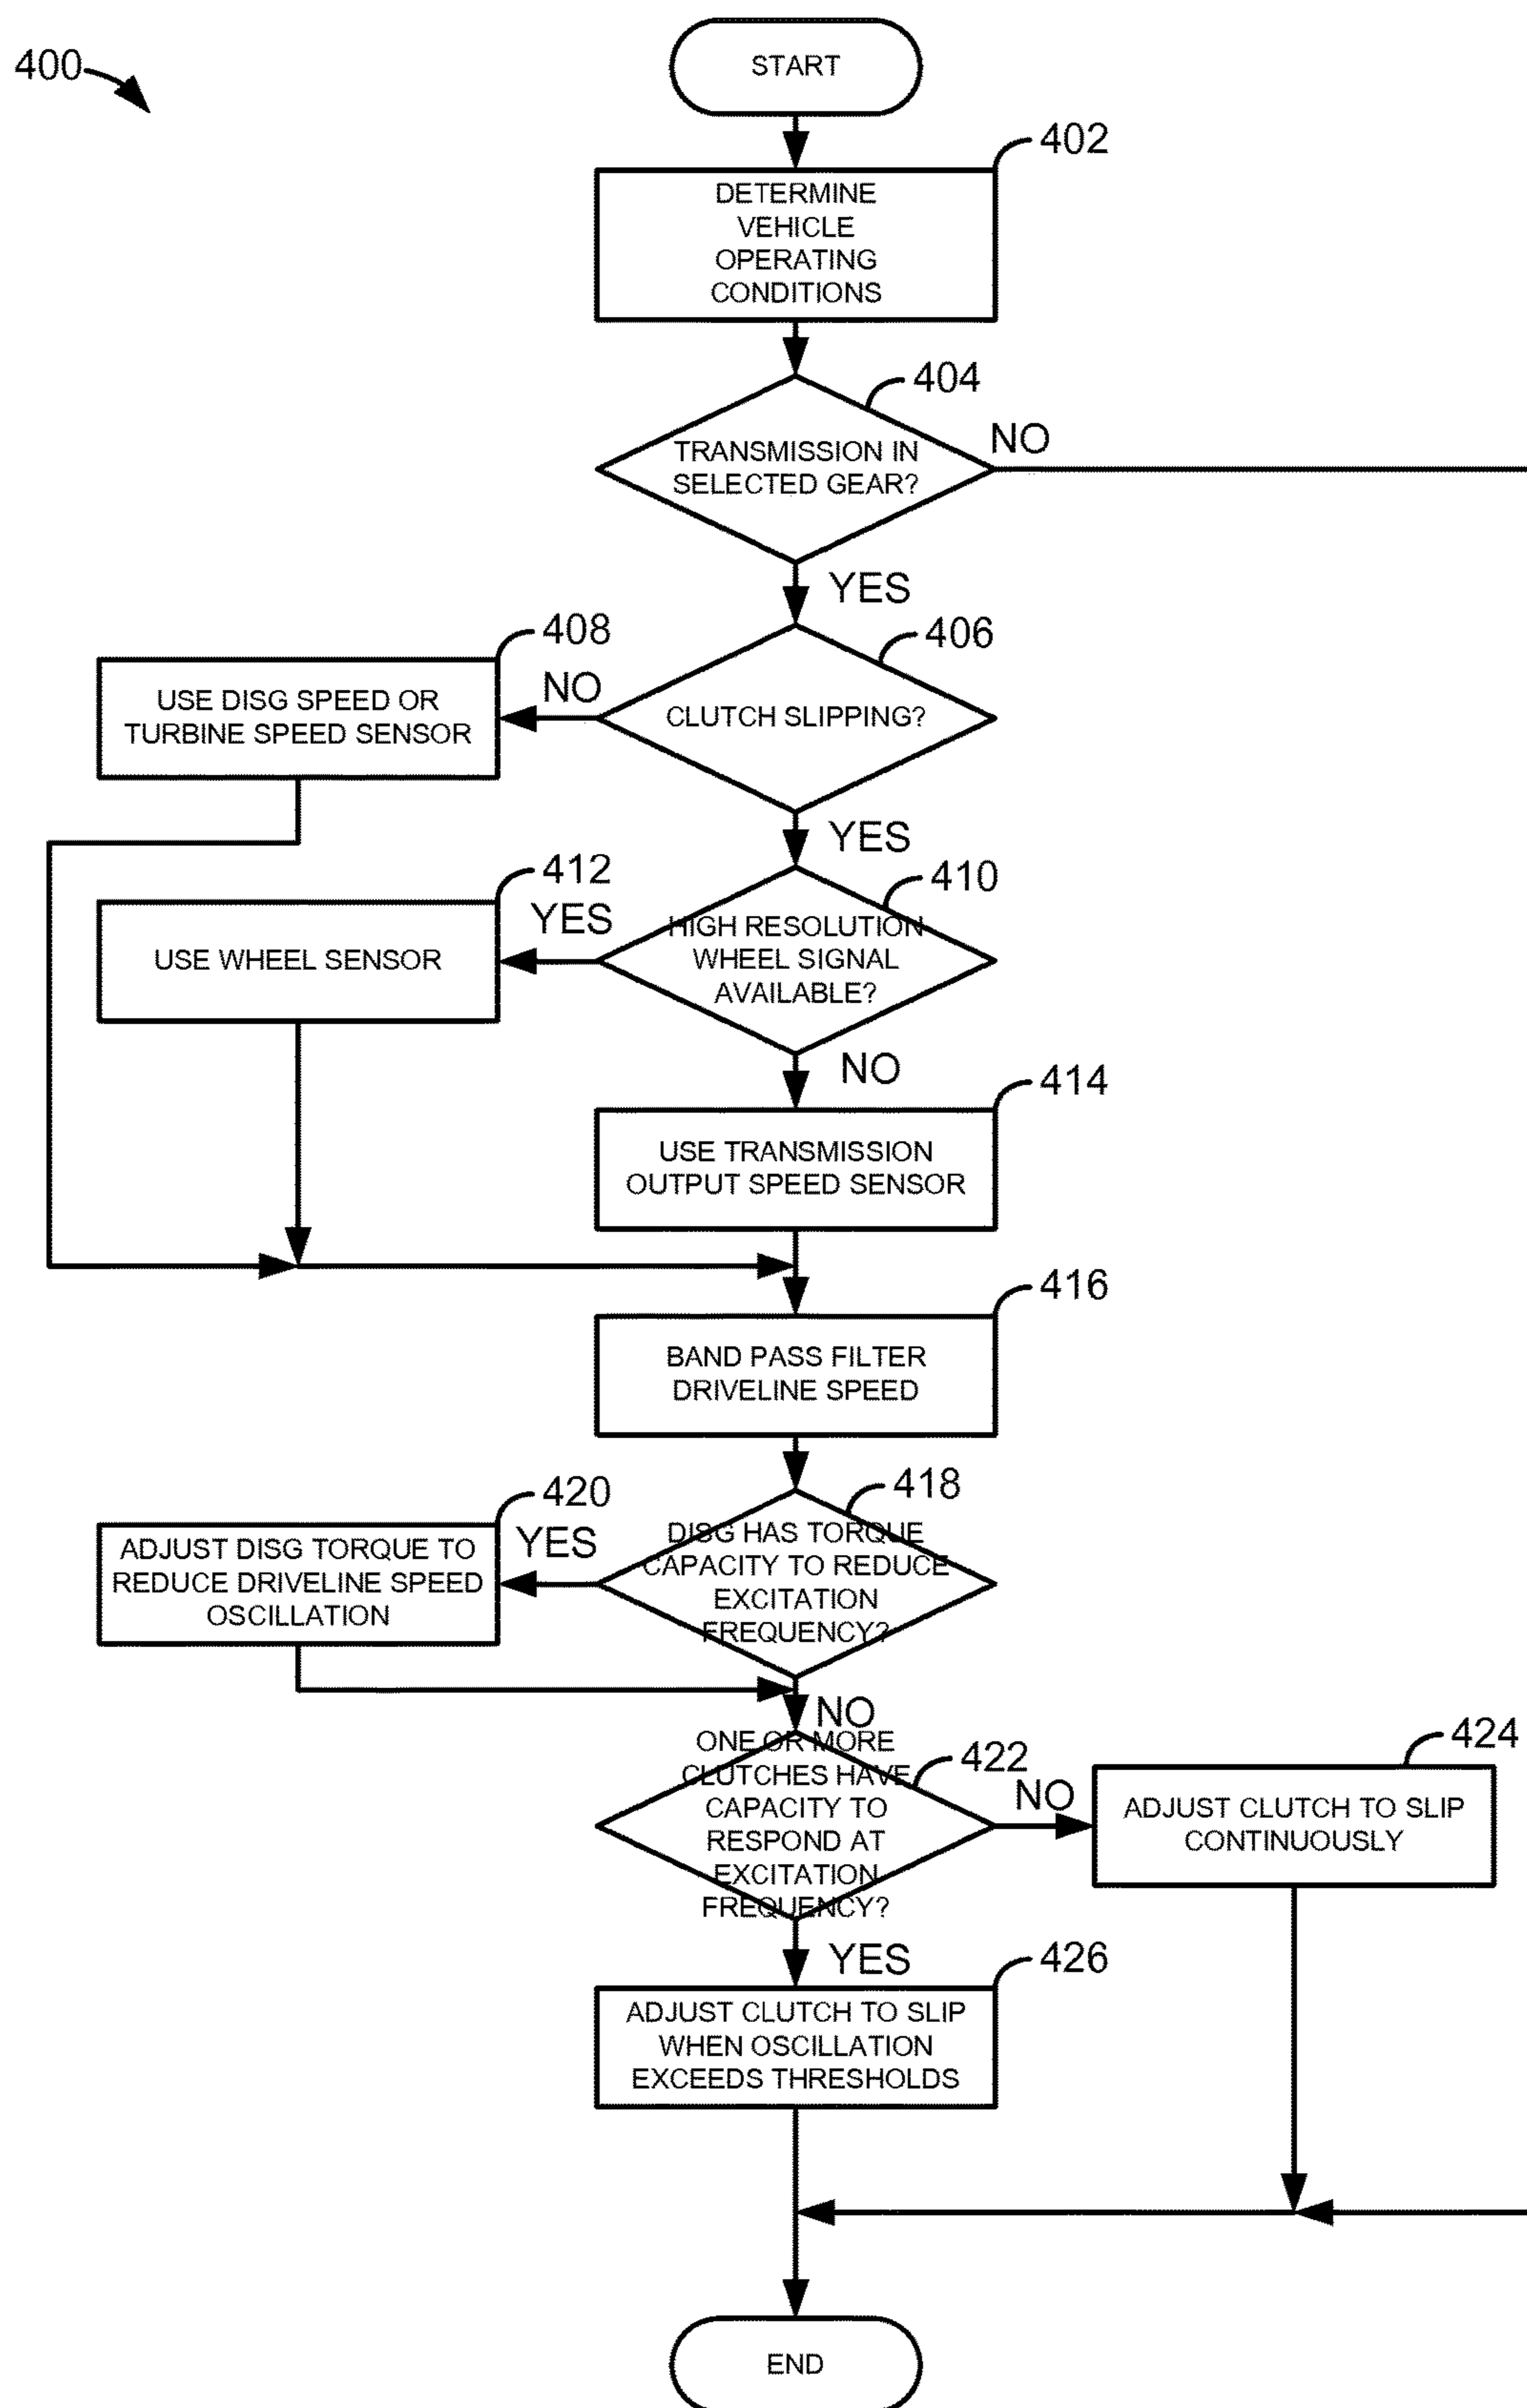 400
START
402
DETERMINE
VEHICLE
OPERATING
CONDITIONS
404
TRANSMISSION IN
SELECTED GEAR?
NO
YES
406
CLUTCH SLIPPING?
NO
408
USE DISG SPEED OR
TURBINE SPEED SENSOR
YES
410
HIGH RESOLUTION
WHEEL SIGNAL
AVAILABLE?
YES
412
USE WHEEL SENSOR
NO
414
USE TRANSMISSION
OUTPUT SPEED SENSOR
416
BAND PASS FILTER
DRIVELINE SPEED
418
DISG HAS TORQUE
CAPACITY TO REDUCE
EXCITATION
FREQUENCY?
YES
420
ADJUST DISG TORQUE TO
REDUCE DRIVELINE SPEED
OSCILLATION
NO
422
ONE OR MORE
CLUTCHES HAVE
CAPACITY TO
RESPOND AT
EXCITATION
FREQUENCY?
NO
424
ADJUST CLUTCH TO SLIP
CONTINUOUSLY
YES
426
ADJUST CLUTCH TO SLIP
WHEN OSCILLATION
EXCEEDS THRESHOLDS
END